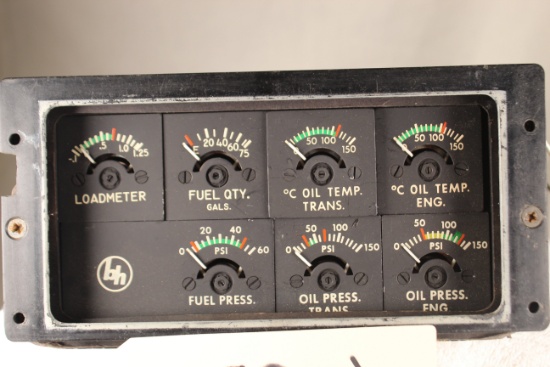 -.1 .5 1.0 1.25
LOADMETER
E 20 40 60 75
FUEL QTY.
GALS.
50 100 150
°C OIL TEMP.
TRANS.
50 100 150
°C OIL TEMP.
ENG.
bh
0 20 40 60
PSI
FUEL PRESS.
0 50 100 150
PSI
OIL PRESS.
TRANS.
0 50 100 150
PSI
OIL PRESS.
ENG